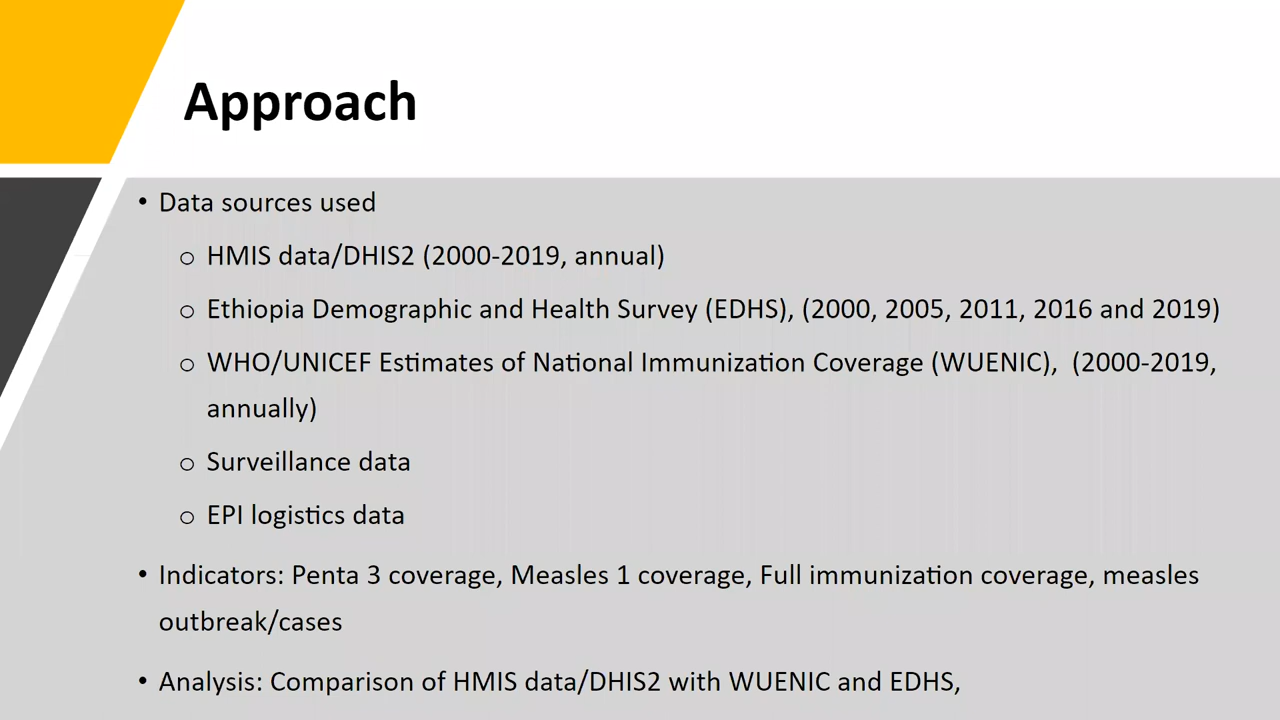 Approach
• Data sources used
o HMIS data/DHIS2 (2000-2019, annual)
o Ethiopia Demographic and Health Survey (EDHS), (2000, 2005, 2011, 2016 and 2019)
o WHO/UNICEF Estimates of National Immunization Coverage (WUENIC),  (2000-2019,
annually)
o Surveillance data
o EPI logistics data
• Indicators: Penta 3 coverage, Measles 1 coverage, Full immunization coverage, measles
outbreak/cases
• Analysis: Comparison of HMIS data/DHIS2 with WUENIC and EDHS,